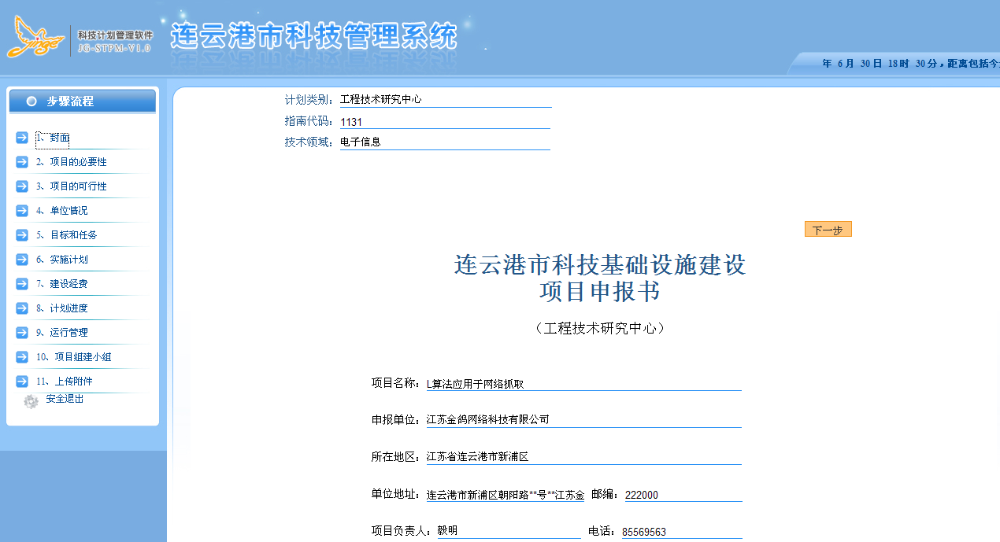 Jinge
科技计划管理软件
JG-STPM-V1.0
连云港市科技管理系统
年 6月 30日 18时 30分，距离包括今
步骤流程
1、封面
2、项目的必要性
3、项目的可行性
4、单位情况
5、目标和任务
6、实施计划
7、建设经费
8、计划进度
9、运行管理
10、项目组建小组
11、上传附件
安全退出
计划类别： 工程技术研究中心
指南代码： 1131
技术领域： 电子信息
下一步
连云港市科技基础设施建设
项目申报书
（工程技术研究中心）
项目名称： L算法应用于网络抓取
申报单位： 江苏金鸽网络科技有限公司
所在地区： 江苏省连云港市新浦区
单位地址： 连云港市新浦区朝阳路**号**江苏金 邮编： 222000
项目负责人： 毅明 电话： 85569563